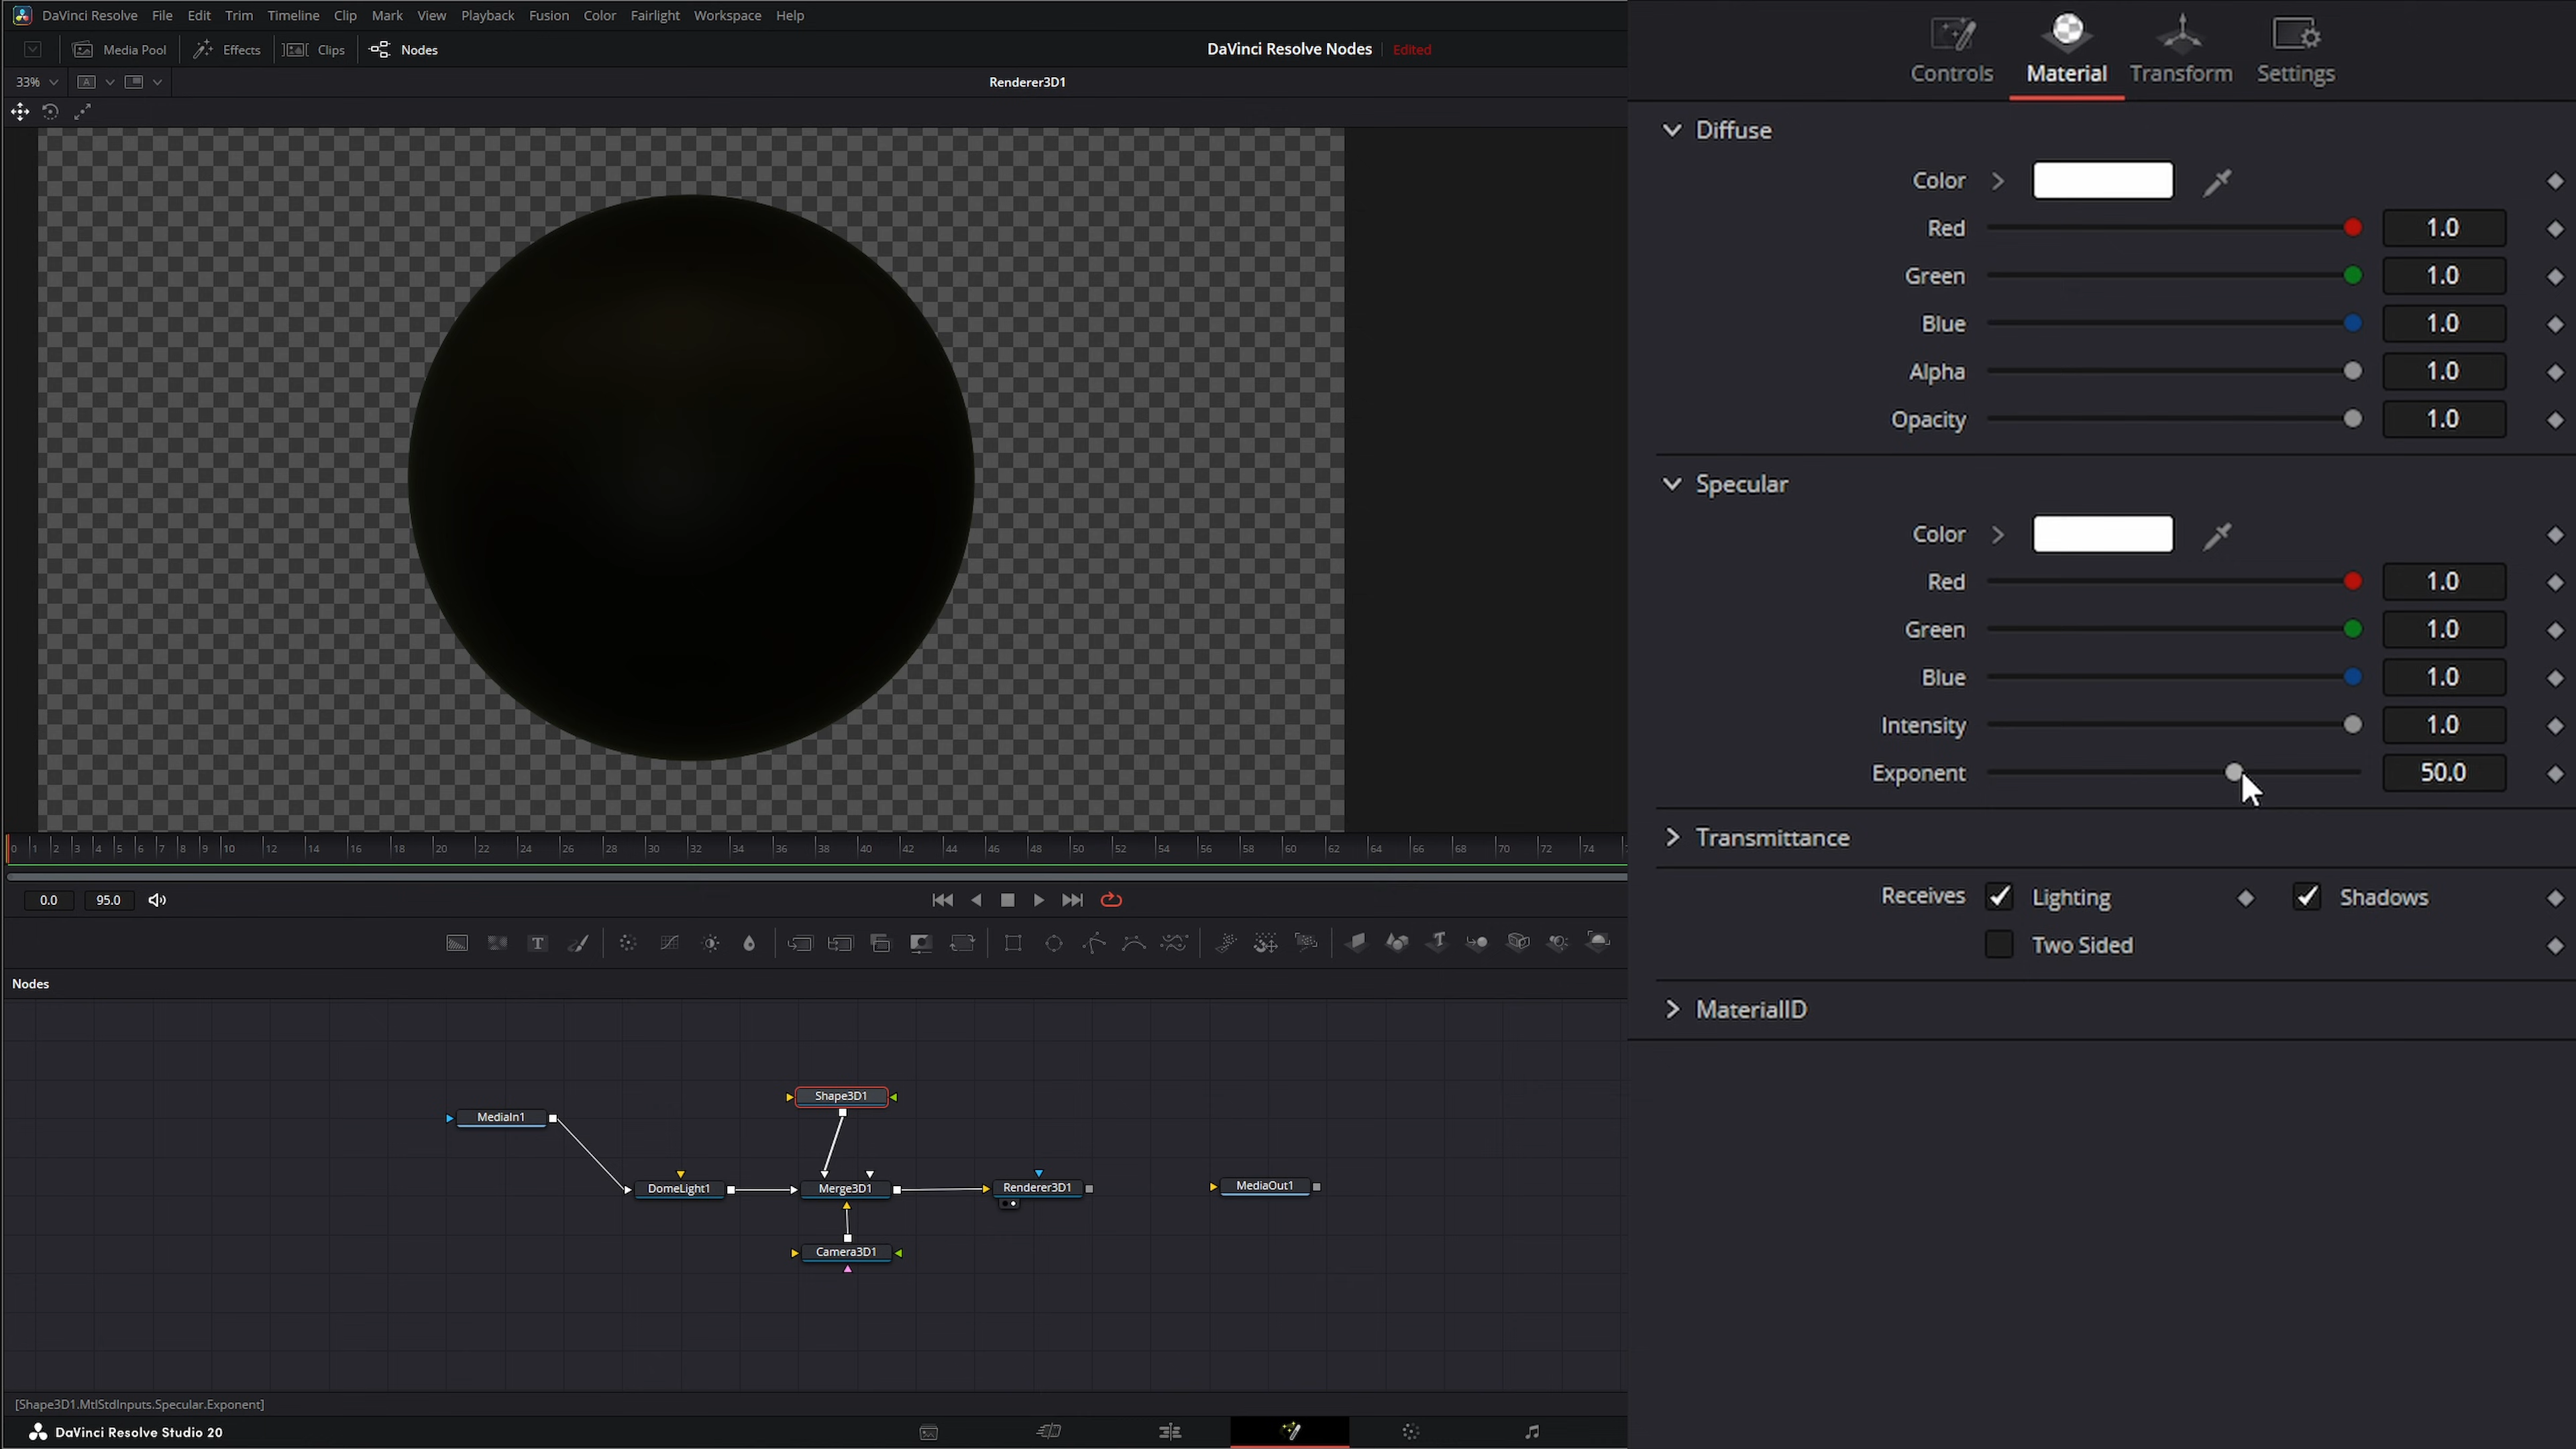 DaVinci Resolve File Edit Trim Timeline Clip Mark View Playback Fusion Color Fairlight Workspace Help
Media Pool Effects Clips Nodes DaVinci Resolve Nodes Edited
33% A Renderer3D1
Controls Material Transform Settings
Diffuse
Color
Red 1.0
Green 1.0
Blue 1.0
Alpha 1.0
Opacity 1.0
Specular
Color
Red 1.0
Green 1.0
Blue 1.0
Intensity 1.0
Exponent 50.0
Transmittance
Receives Lighting Shadows
Two Sided
MaterialID
0 1 2 3 4 5 6 7 8 9 10 12 14 16 18 20 22 24 26 28 30 32 34 36 38 40 42 44 46 48 50 52 54 56 58 60 62 64 66 68 70 72 74
0.0 95.0
T T
Nodes
Shape3D1
MediaIn1
DomeLight1 Merge3D1 Renderer3D1 MediaOut1
Camera3D1
[Shape3D1.MtlStdInputs.Specular.Exponent]
DaVinci Resolve Studio 20